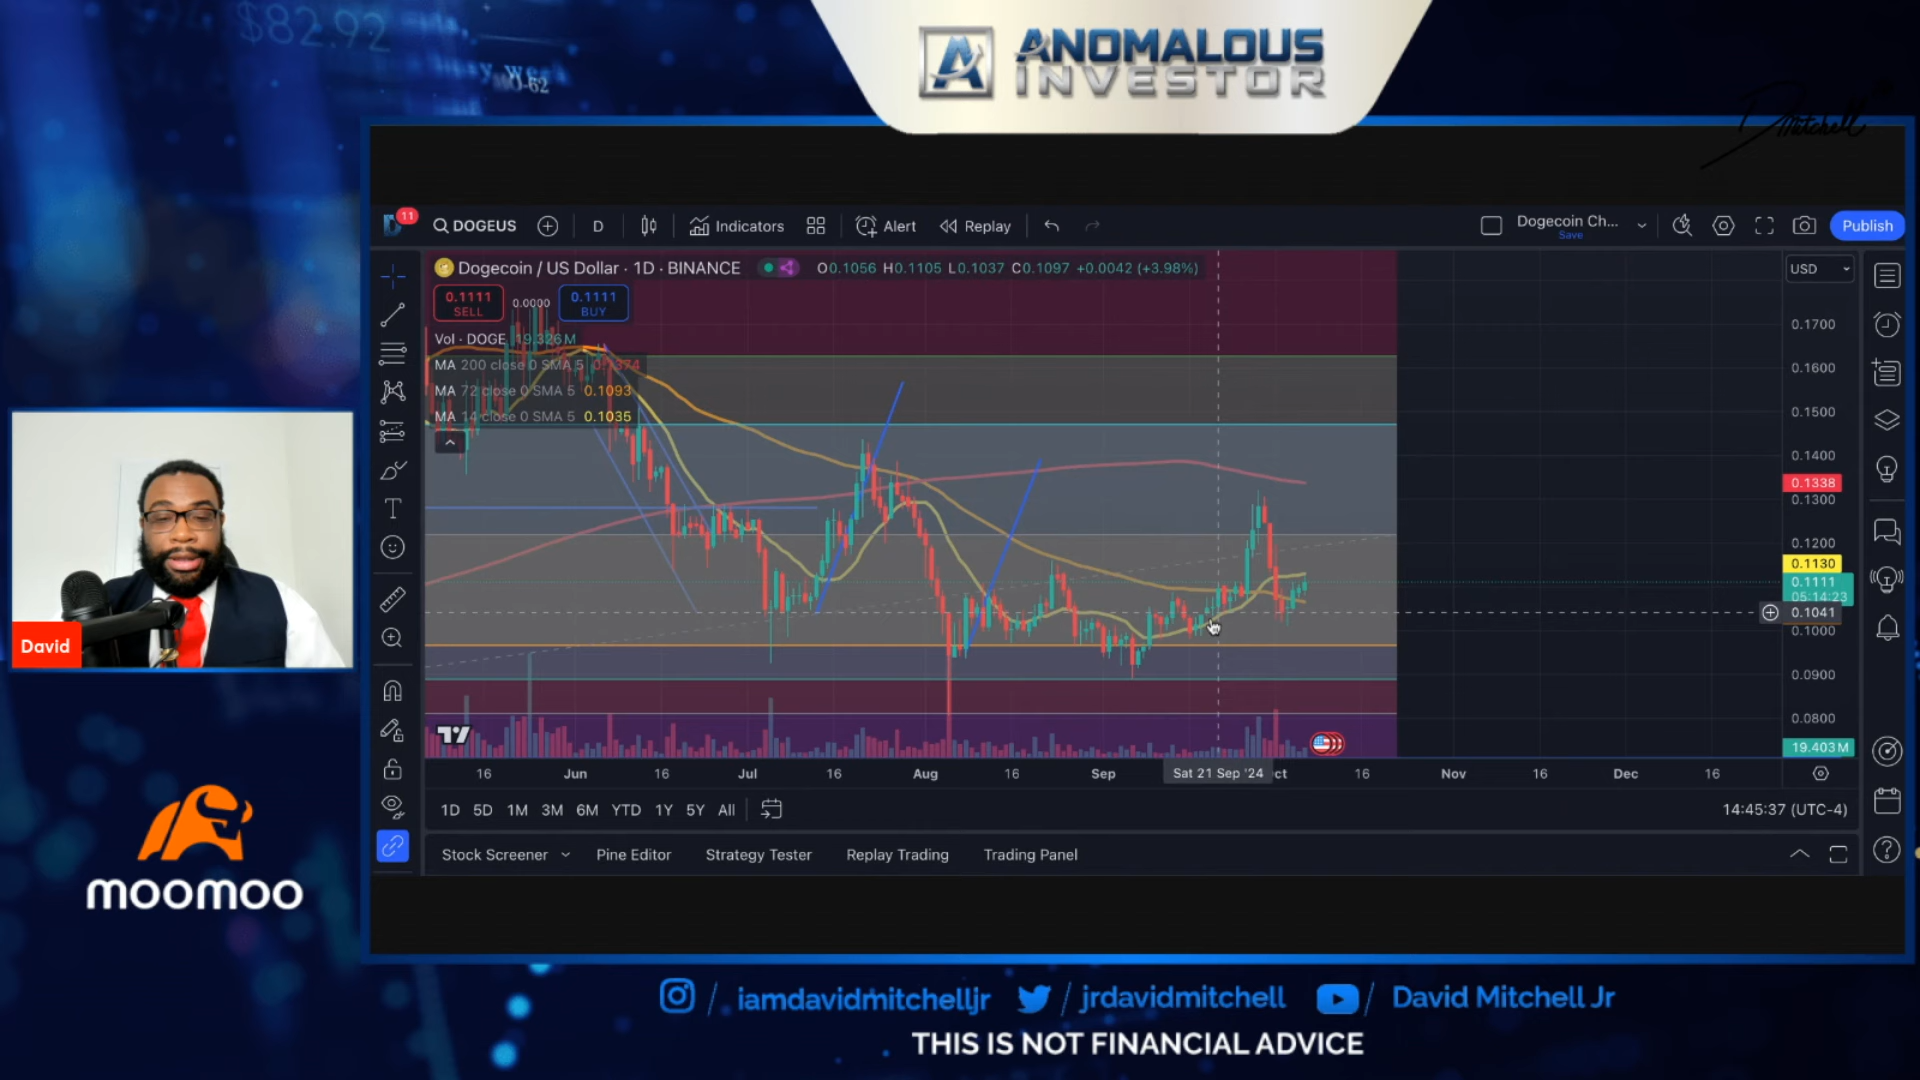 $82.92
ANOMALOUS
INVESTOR
D Mitchell
11
DOGEUS
D
Indicators
Alert
Replay
Dogecoin Ch...
Save
Publish
Dogecoin / US Dollar · 1D · BINANCE
O0.1056 H0.1105 L0.1037 C0.1097 +0.0042 (+3.98%)
USD
0.1111
SELL
0.0000
0.1111
BUY
Vol · DOGE 19.326M
MA 200 close 0 SMA 5 0.1374
MA 72 close 0 SMA 5 0.1093
MA 14 close 0 SMA 5 0.1035
0.1700
0.1600
0.1500
0.1400
0.1338
0.1300
0.1200
0.1130
0.1111
05:14:23
0.1041
0.1000
0.0900
0.0800
19.403M
16 Jun 16 Jul 16 Aug 16 Sep Sat 21 Sep '24 ct 16 Nov 16 Dec 16
1D 5D 1M 3M 6M YTD 1Y 5Y All
14:45:37 (UTC-4)
Stock Screener Pine Editor Strategy Tester Replay Trading Trading Panel
David
moomoo
/ iamdavidmitchelljr / jrdavidmitchell / David Mitchell Jr
THIS IS NOT FINANCIAL ADVICE